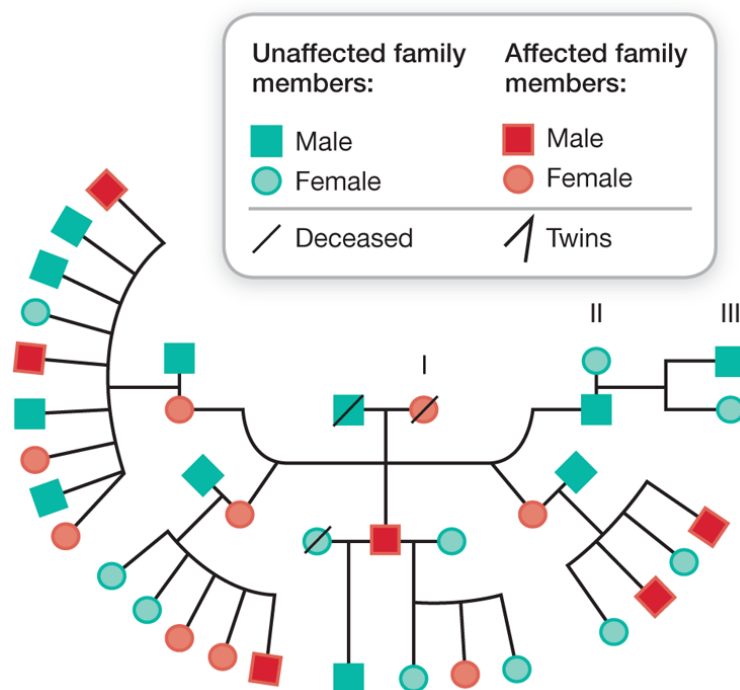 Unaffected family
members:
Affected family
members:
Male
Male
Female
Female
Deceased
Twins
I
II
III